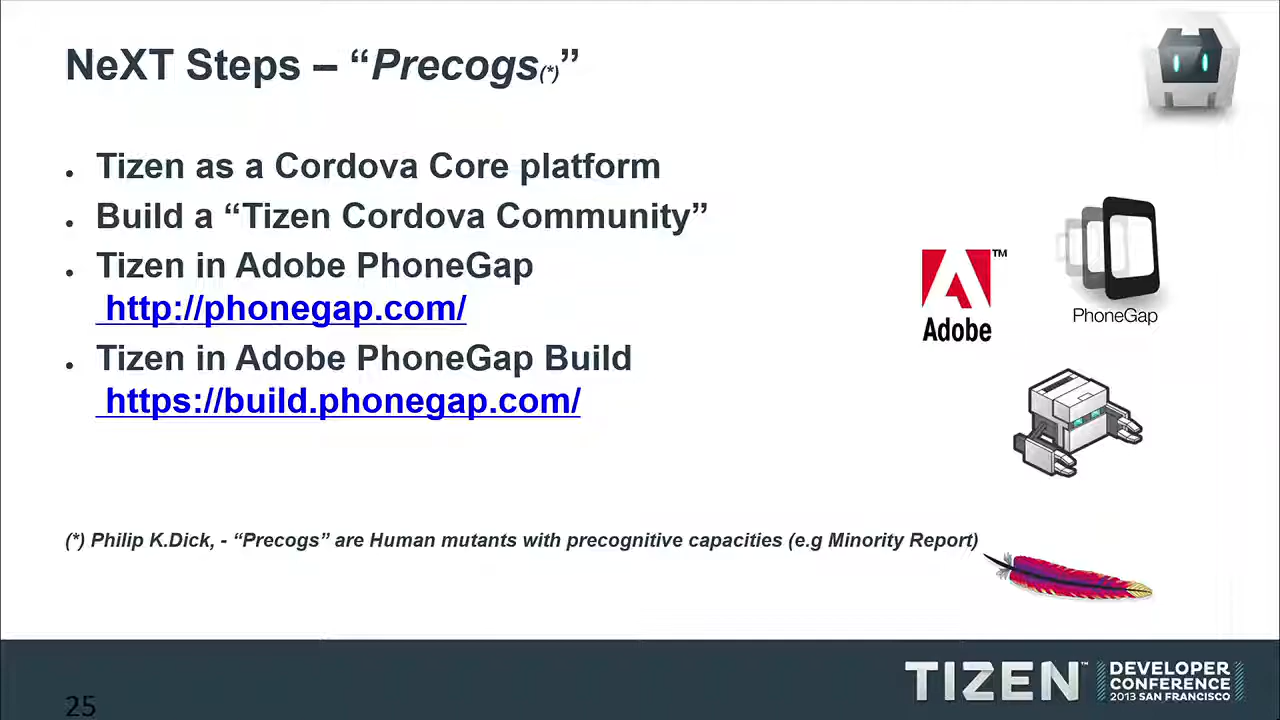 NeXT Steps – “Precogs(*)”
• Tizen as a Cordova Core platform
• Build a “Tizen Cordova Community”
• Tizen in Adobe PhoneGap
http://phonegap.com/
• Tizen in Adobe PhoneGap Build
https://build.phonegap.com/
Adobe™
PhoneGap
(*) Philip K.Dick, - “Precogs” are Human mutants with precognitive capacities (e.g Minority Report)
25
TIZEN™
DEVELOPER
CONFERENCE
2013 SAN FRANCISCO